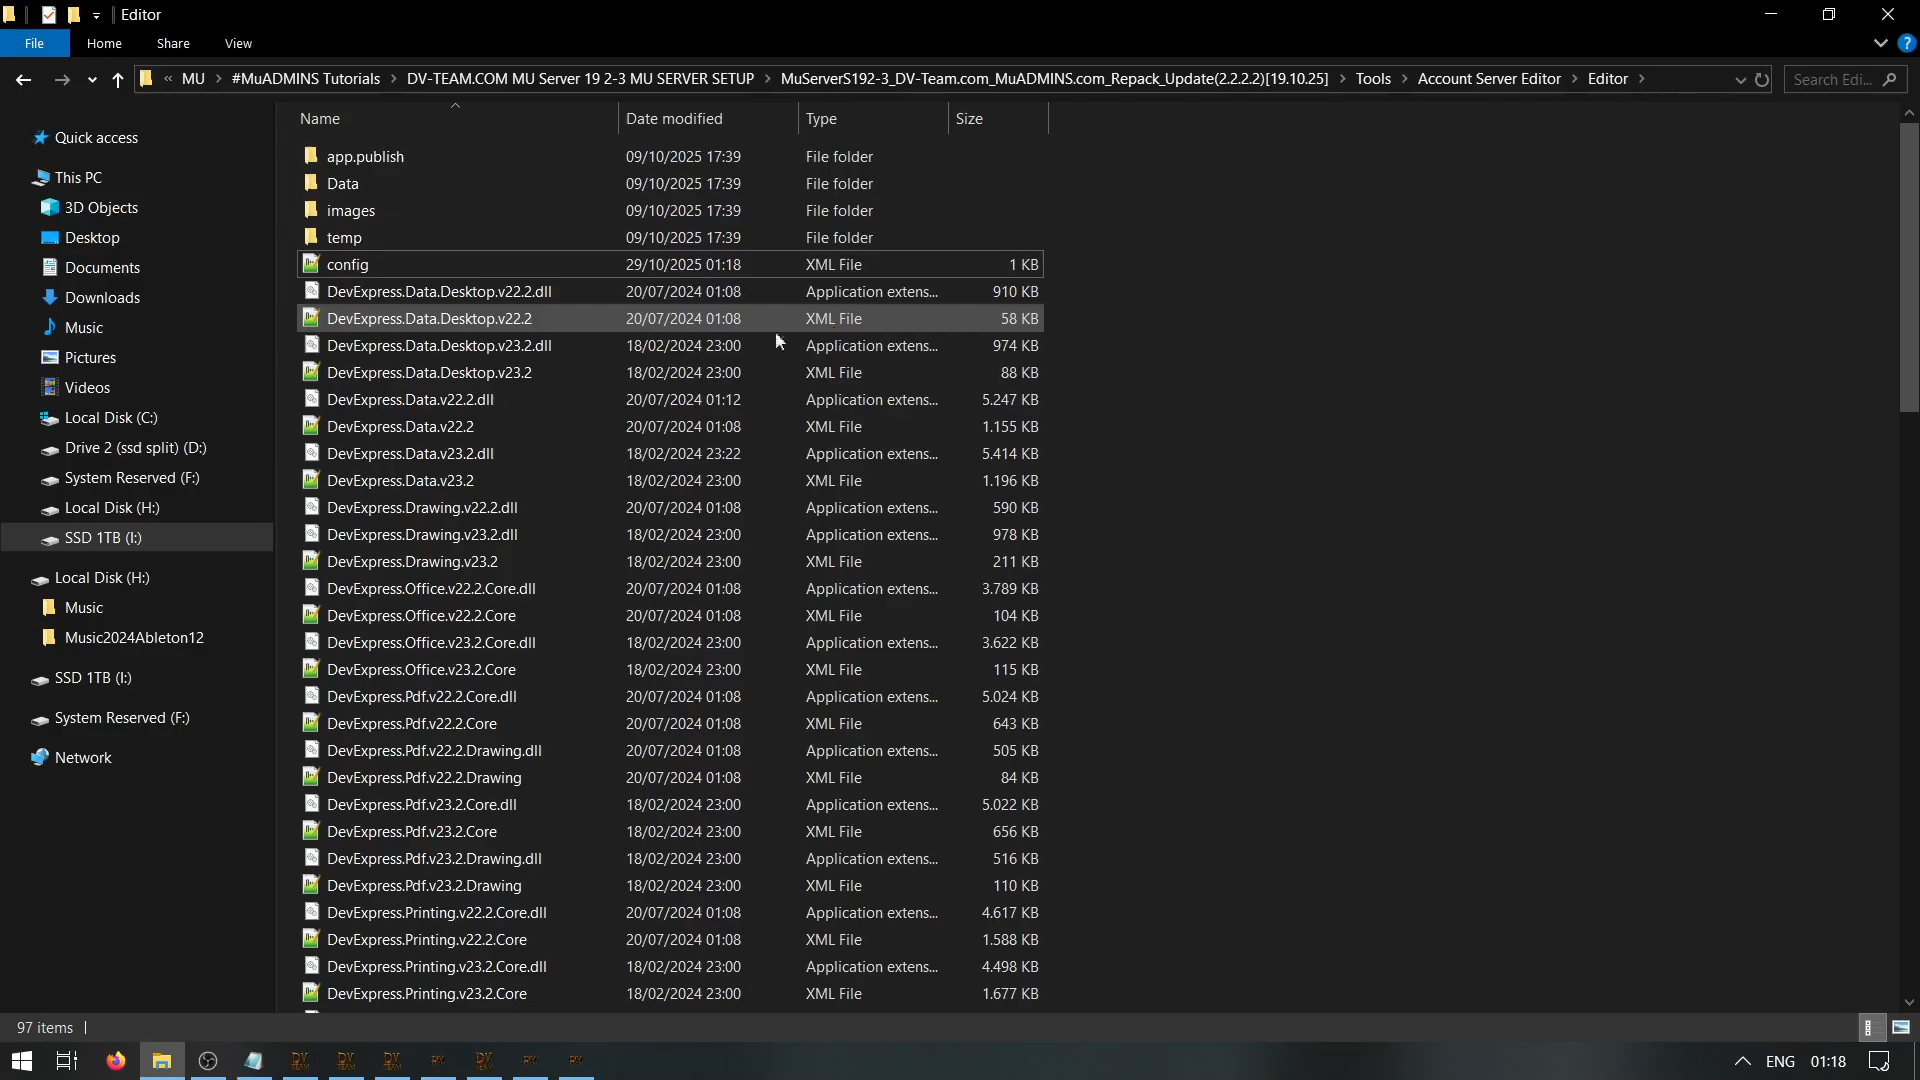 Editor
File Home Share View
« MU > #MuADMINS Tutorials > DV-TEAM.COM MU Server 19 2-3 MU SERVER SETUP > MuServerS192-3_DV-Team.com_MuADMINS.com_Repack_Update(2.2.2.2)[19.10.25] > Tools > Account Server Editor > Editor > Search Edi...
Name Date modified Type Size
Quick access
This PC
3D Objects
Desktop
Documents
Downloads
Music
Pictures
Videos
Local Disk (C:)
Drive 2 (ssd split) (D:)
System Reserved (F:)
Local Disk (H:)
SSD 1TB (I:)
Local Disk (H:)
Music
Music2024Ableton12
SSD 1TB (I:)
System Reserved (F:)
Network
app.publish 09/10/2025 17:39 File folder
Data 09/10/2025 17:39 File folder
images 09/10/2025 17:39 File folder
temp 09/10/2025 17:39 File folder
config 29/10/2025 01:18 XML File 1 KB
DevExpress.Data.Desktop.v22.2.dll 20/07/2024 01:08 Application extens... 910 KB
DevExpress.Data.Desktop.v22.2 20/07/2024 01:08 XML File 58 KB
DevExpress.Data.Desktop.v23.2.dll 18/02/2024 23:00 Application extens... 974 KB
DevExpress.Data.Desktop.v23.2 18/02/2024 23:00 XML File 88 KB
DevExpress.Data.v22.2.dll 20/07/2024 01:12 Application extens... 5.247 KB
DevExpress.Data.v22.2 20/07/2024 01:08 XML File 1.155 KB
DevExpress.Data.v23.2.dll 18/02/2024 23:22 Application extens... 5.414 KB
DevExpress.Data.v23.2 18/02/2024 23:00 XML File 1.196 KB
DevExpress.Drawing.v22.2.dll 20/07/2024 01:08 Application extens... 590 KB
DevExpress.Drawing.v23.2.dll 18/02/2024 23:00 Application extens... 978 KB
DevExpress.Drawing.v23.2 18/02/2024 23:00 XML File 211 KB
DevExpress.Office.v22.2.Core.dll 20/07/2024 01:08 Application extens... 3.789 KB
DevExpress.Office.v22.2.Core 20/07/2024 01:08 XML File 104 KB
DevExpress.Office.v23.2.Core.dll 18/02/2024 23:00 Application extens... 3.622 KB
DevExpress.Office.v23.2.Core 18/02/2024 23:00 XML File 115 KB
DevExpress.Pdf.v22.2.Core.dll 20/07/2024 01:08 Application extens... 5.024 KB
DevExpress.Pdf.v22.2.Core 20/07/2024 01:08 XML File 643 KB
DevExpress.Pdf.v22.2.Drawing.dll 20/07/2024 01:08 Application extens... 505 KB
DevExpress.Pdf.v22.2.Drawing 20/07/2024 01:08 XML File 84 KB
DevExpress.Pdf.v23.2.Core.dll 18/02/2024 23:00 Application extens... 5.022 KB
DevExpress.Pdf.v23.2.Core 18/02/2024 23:00 XML File 656 KB
DevExpress.Pdf.v23.2.Drawing.dll 18/02/2024 23:00 Application extens... 516 KB
DevExpress.Pdf.v23.2.Drawing 18/02/2024 23:00 XML File 110 KB
DevExpress.Printing.v22.2.Core.dll 20/07/2024 01:08 Application extens... 4.617 KB
DevExpress.Printing.v22.2.Core 20/07/2024 01:08 XML File 1.588 KB
DevExpress.Printing.v23.2.Core.dll 18/02/2024 23:00 Application extens... 4.498 KB
DevExpress.Printing.v23.2.Core 18/02/2024 23:00 XML File 1.677 KB
97 items
ENG 01:18